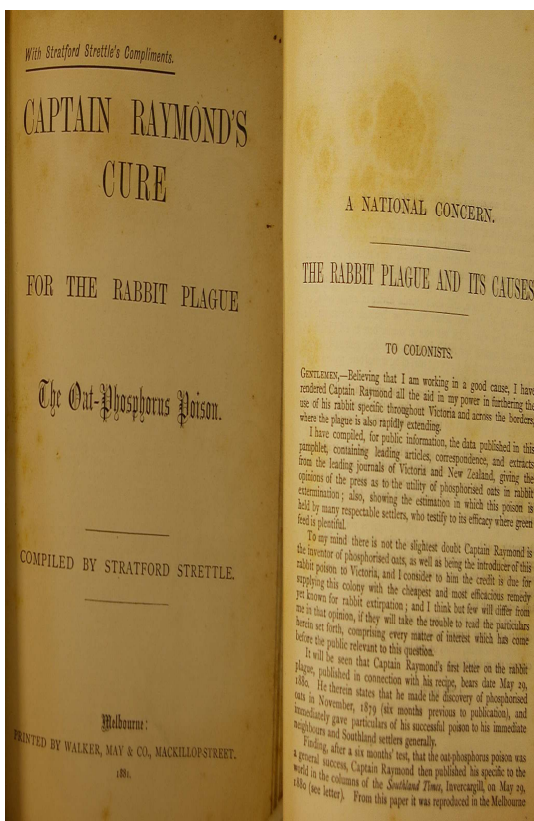 With Stratford Strettle's Compliments.
CAPTAIN RAYMOND'S
CURE
FOR THE RABBIT PLAGUE
The Oat-Phosphorus Poison.
COMPILED BY STRATFORD STRETTLE.
Melbourne:
PRINTED BY WALKER, MAY & CO., MACKILLOP-STREET.
1881.
A NATIONAL CONCERN.
THE RABBIT PLAGUE AND ITS CAUSES
TO COLONISTS.
GENTLEMEN,—Believing that I am working in a good cause, I have
rendered Captain Raymond all the aid in my power in furthering the
use of his rabbit specific throughout Victoria and across the borders,
where the plague is also rapidly extending.
I have compiled, for public information, the data published in this
pamphlet, containing leading articles, correspondence, and extracts
from the leading journals of Victoria and New Zealand, giving the
opinions of the press as to the utility of phosphorised oats in rabbit
extermination; also, showing the estimation in which this poison is
held by many respectable settlers, who testify to its efficacy where green
feed is plentiful.
To my mind there is not the slightest doubt Captain Raymond is
the inventor of phosphorised oats, as well as being the introducer of this
rabbit poison to Victoria, and I consider to him the credit is due for
supplying this colony with the cheapest and most efficacious remedy
yet known for rabbit extirpation; and I think but few will differ from
me in that opinion, if they will take the trouble to read the particulars
herein set forth, comprising every matter of interest which has come
before the public relevant to this question.
It will be seen that Captain Raymond's first letter on the rabbit
plague, published in connection with his recipe, bears date May 29,
1880. He therein states that he made the discovery of phosphorised
oats in November, 1879 (six months previous to publication), and
immediately gave particulars of his successful poison to his immediate
neighbours and Southland settlers generally.
Finding, after a six months' test, that the oat-phosphorus poison was
a general success, Captain Raymond then published his specific to the
world in the columns of the Southland Times, Invercargill, on May 29,
1880 (see letter). From this paper it was reproduced in the Melbourne